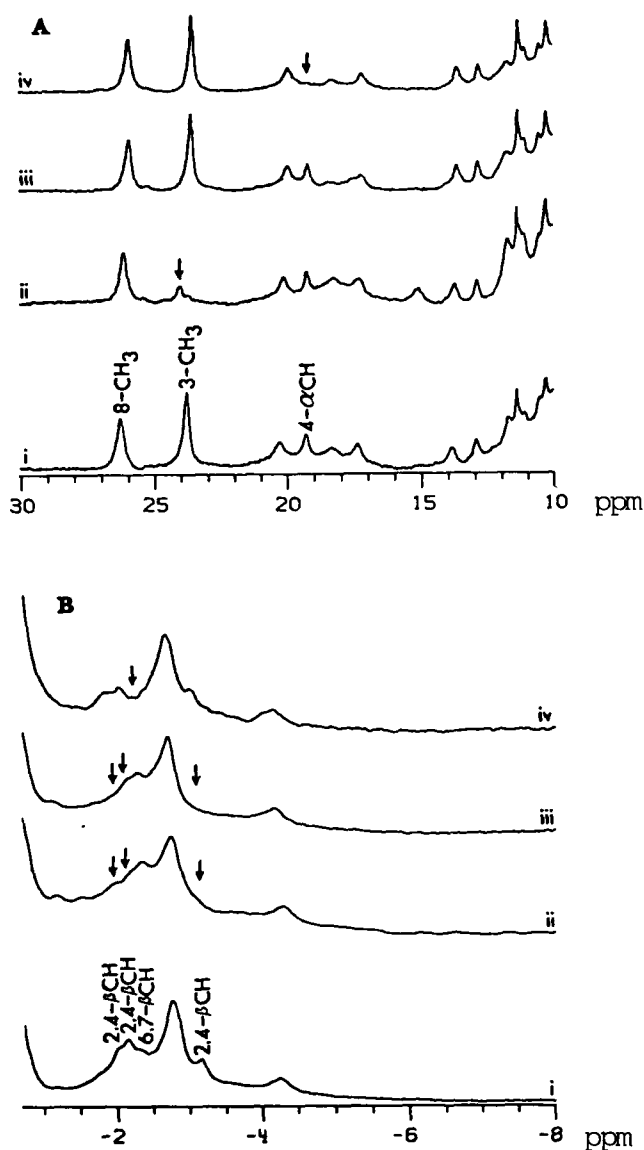 A
iv
iii
ii
8-CH3
3-CH3
4-αCH
i
30 25 20 15 10 ppm
B
iv
iii
ii
2.4-βCH
2.4-βCH
6.7-βCH
2.4-βCH
i
-2 -4 -6 -8 ppm